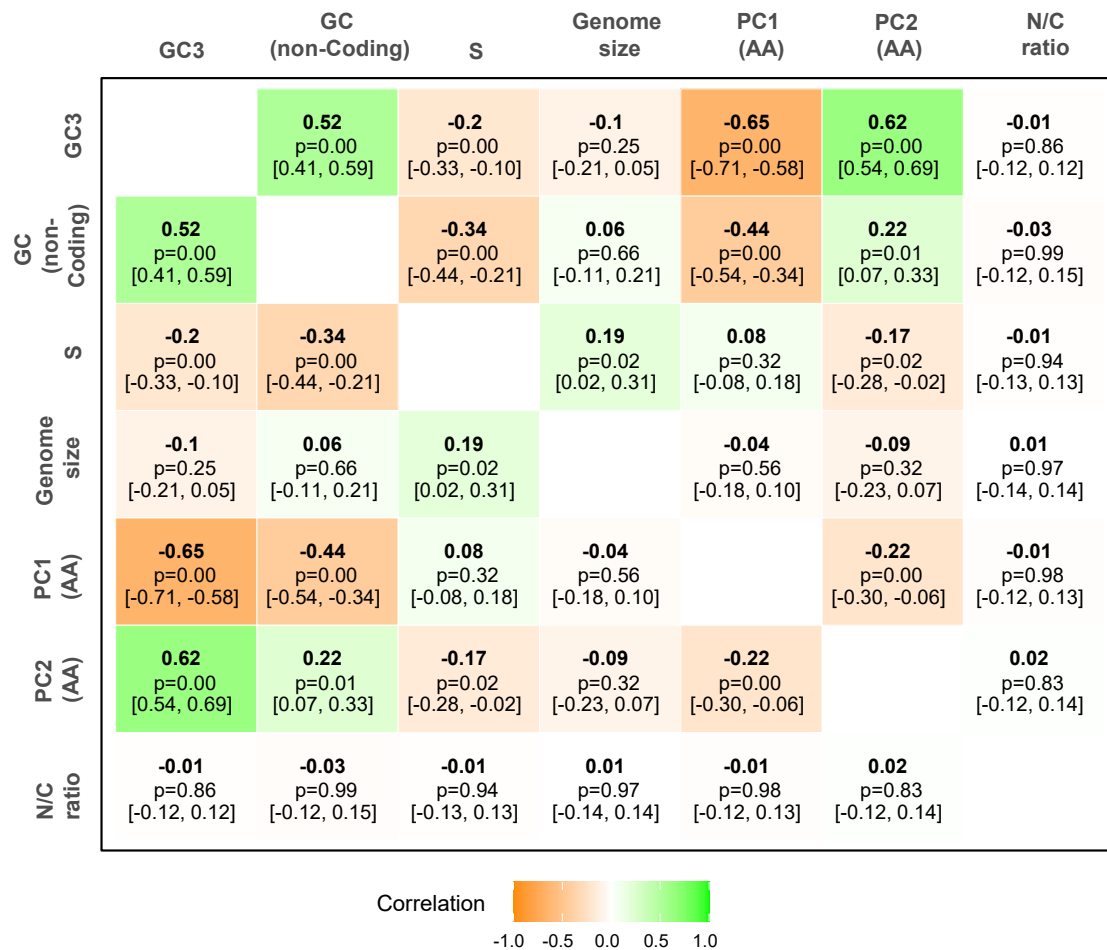 GC3
GC
(non-Coding)
S
Genome
size
PC1
(AA)
PC2
(AA)
N/C
ratio
GC3
0.52
p=0.00
[0.41, 0.59]
-0.2
p=0.00
[-0.33, -0.10]
-0.1
p=0.25
[-0.21, 0.05]
-0.65
p=0.00
[-0.71, -0.58]
0.62
p=0.00
[0.54, 0.69]
-0.01
p=0.86
[-0.12, 0.12]
GC
(non-
Coding)
0.52
p=0.00
[0.41, 0.59]
-0.34
p=0.00
[-0.44, -0.21]
0.06
p=0.66
[-0.11, 0.21]
-0.44
p=0.00
[-0.54, -0.34]
0.22
p=0.01
[0.07, 0.33]
-0.03
p=0.99
[-0.12, 0.15]
S
-0.2
p=0.00
[-0.33, -0.10]
-0.34
p=0.00
[-0.44, -0.21]
0.19
p=0.02
[0.02, 0.31]
0.08
p=0.32
[-0.08, 0.18]
-0.17
p=0.02
[-0.28, -0.02]
-0.01
p=0.94
[-0.13, 0.13]
Genome
size
-0.1
p=0.25
[-0.21, 0.05]
0.06
p=0.66
[-0.11, 0.21]
0.19
p=0.02
[0.02, 0.31]
-0.04
p=0.56
[-0.18, 0.10]
-0.09
p=0.32
[-0.23, 0.07]
0.01
p=0.97
[-0.14, 0.14]
PC1
(AA)
-0.65
p=0.00
[-0.71, -0.58]
-0.44
p=0.00
[-0.54, -0.34]
0.08
p=0.32
[-0.08, 0.18]
-0.04
p=0.56
[-0.18, 0.10]
-0.22
p=0.00
[-0.30, -0.06]
-0.01
p=0.98
[-0.12, 0.13]
PC2
(AA)
0.62
p=0.00
[0.54, 0.69]
0.22
p=0.01
[0.07, 0.33]
-0.17
p=0.02
[-0.28, -0.02]
-0.09
p=0.32
[-0.23, 0.07]
-0.22
p=0.00
[-0.30, -0.06]
0.02
p=0.83
[-0.12, 0.14]
N/C
ratio
-0.01
p=0.86
[-0.12, 0.12]
-0.03
p=0.99
[-0.12, 0.15]
-0.01
p=0.94
[-0.13, 0.13]
0.01
p=0.97
[-0.14, 0.14]
-0.01
p=0.98
[-0.12, 0.13]
0.02
p=0.83
[-0.12, 0.14]
Correlation
-1.0 -0.5 0.0 0.5 1.0